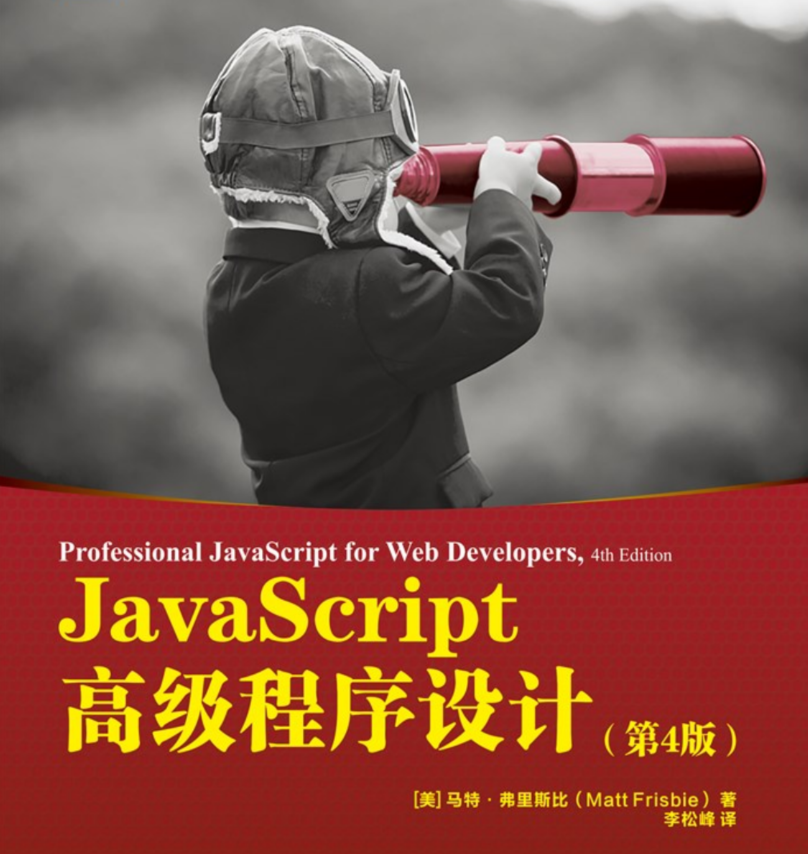 Professional JavaScript for Web Developers, 4th Edition
JavaScript
高级程序设计（第4版）
[美] 马特·弗里斯比（Matt Frisbie）著
李松峰 译